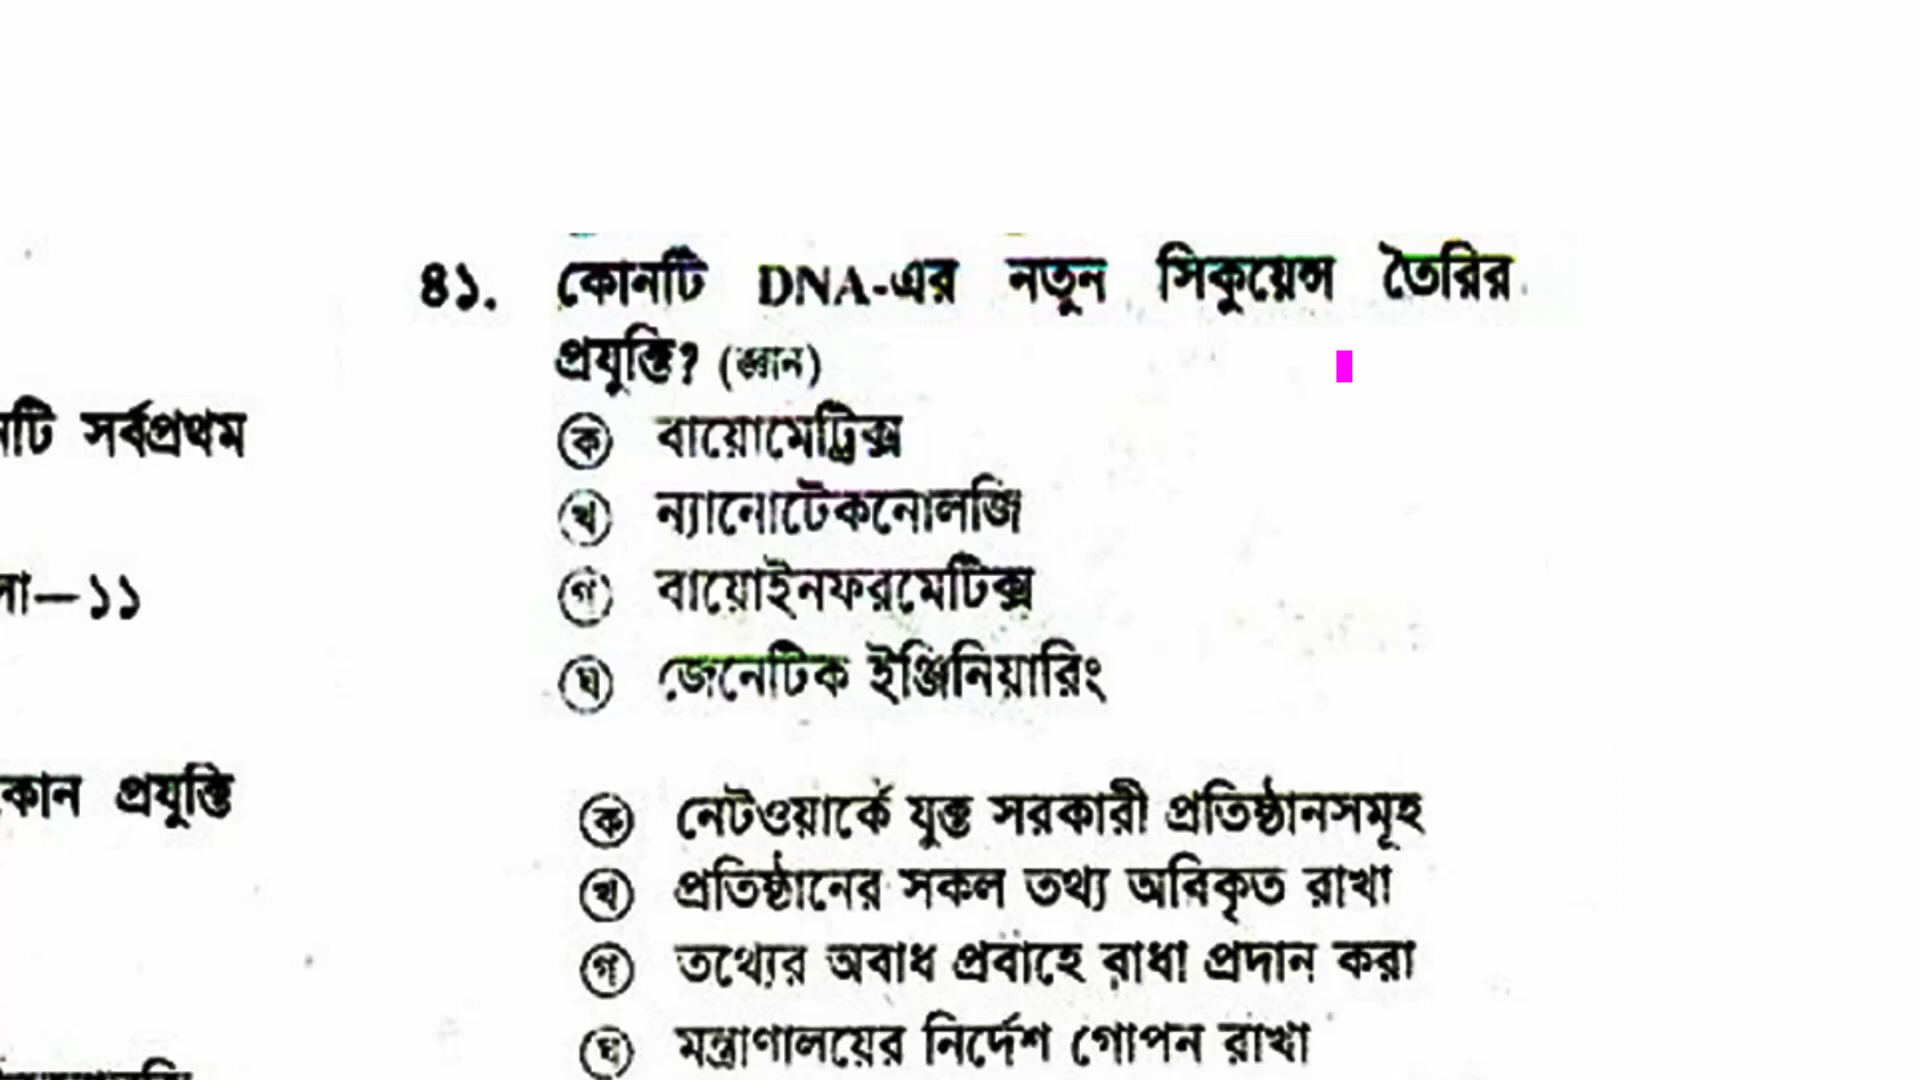 ৪১. কোনটি DNA-এর নতুন সিকুয়েন্স তৈরির
প্রযুক্তি? (জ্ঞান)
ক বায়োমেট্রিক্স
খ ন্যানোটেকনোলজি
গ বায়োইনফরমেটিক্স
ঘ জেনেটিক ইঞ্জিনিয়ারিং
ক নেটওয়ার্কে যুক্ত সরকারী প্রতিষ্ঠানসমূহ
খ প্রতিষ্ঠানের সকল তথ্য অবিকৃত রাখা
গ তথ্যের অবাধ প্রবাহে বাধা প্রদান করা
ঘ মন্ত্রাণালয়ের নির্দেশ গোপন রাখা
নটি সর্বপ্রথম
লা—১১
কোন প্রযুক্তি